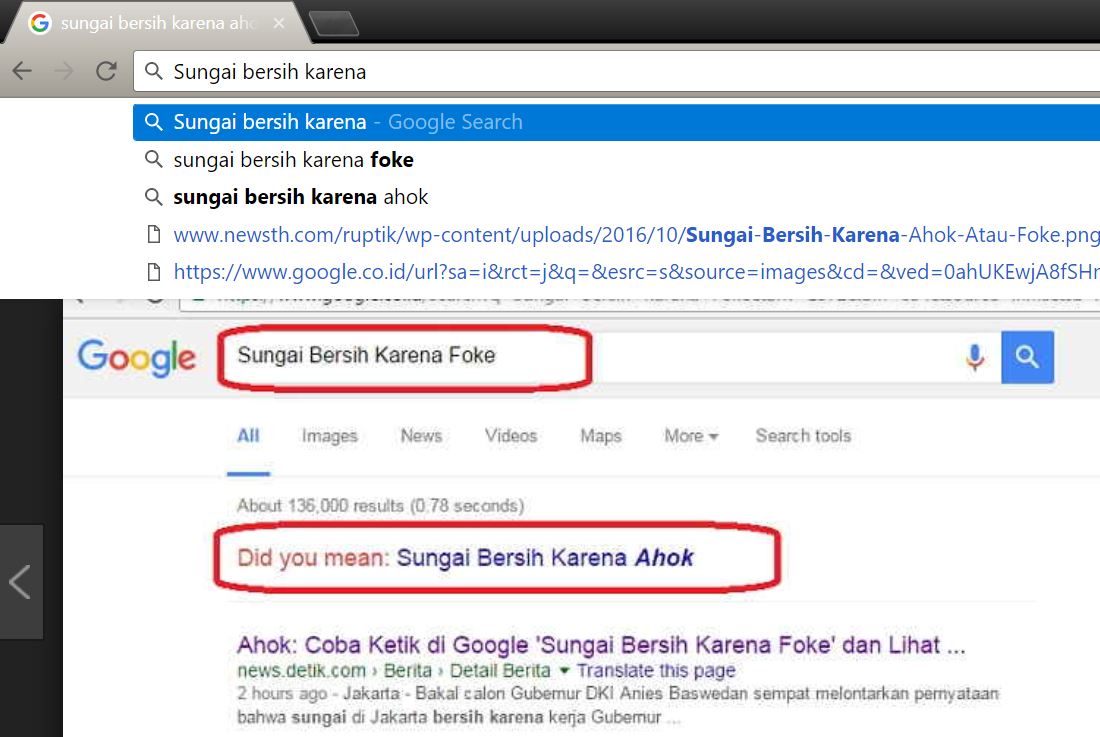 sungai bersih karena aho
Sungai bersih karena
Sungai bersih karena - Google Search
sungai bersih karena foke
sungai bersih karena ahok
www.newsth.com/ruptik/wp-content/uploads/2016/10/Sungai-Bersih-Karena-Ahok-Atau-Foke.png
https://www.google.co.id/url?sa=i&rct=j&q=&esrc=s&source=images&cd=&ved=0ahUKEwjA8fSHr
Google Sungai Bersih Karena Foke
All Images News Videos Maps More Search tools
About 136,000 results (0.78 seconds)
Did you mean: Sungai Bersih Karena Ahok
Ahok: Coba Ketik di Google 'Sungai Bersih Karena Foke' dan Lihat ...
news.detik.com › Berita › Detail Berita ▼ Translate this page
2 hours ago - Jakarta - Bakal calon Gubernur DKI Anies Baswedan sempat melontarkan pernyataan
bahwa sungai di Jakarta bersih karena kerja Gubernur ...